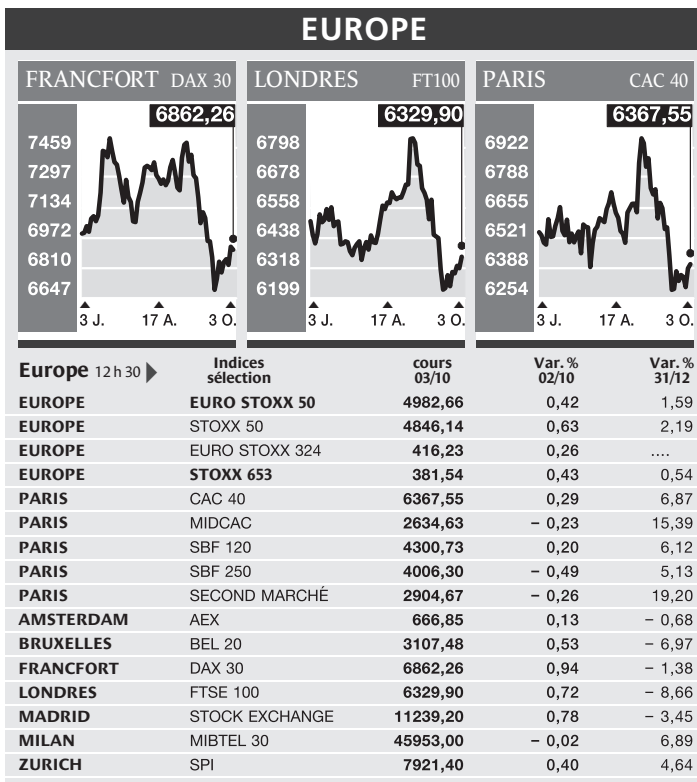 EUROPE
FRANCFORT DAX 30
6862,26
7459
7297
7134
6972
6810
6647
3 J. 17 A. 3 O.
LONDRES FT100
6329,90
6798
6678
6558
6438
6318
6199
3 J. 17 A. 3 O.
PARIS CAC 40
6367,55
6922
6788
6655
6521
6388
6254
3 J. 17 A. 3 O.
Europe 12 h 30 Indices sélection cours 03/10 Var. % 02/10 Var. % 31/12
EUROPE EURO STOXX 50 4982,66 0,42 1,59
EUROPE STOXX 50 4846,14 0,63 2,19
EUROPE EURO STOXX 324 416,23 0,26 ....
EUROPE STOXX 653 381,54 0,43 0,54
PARIS CAC 40 6367,55 0,29 6,87
PARIS MIDCAC 2634,63 – 0,23 15,39
PARIS SBF 120 4300,73 0,20 6,12
PARIS SBF 250 4006,30 – 0,49 5,13
PARIS SECOND MARCHÉ 2904,67 – 0,26 19,20
AMSTERDAM AEX 666,85 0,13 – 0,68
BRUXELLES BEL 20 3107,48 0,53 – 6,97
FRANCFORT DAX 30 6862,26 0,94 – 1,38
LONDRES FTSE 100 6329,90 0,72 – 8,66
MADRID STOCK EXCHANGE 11239,20 0,78 – 3,45
MILAN MIBTEL 30 45953,00 – 0,02 6,89
ZURICH SPI 7921,40 0,40 4,64